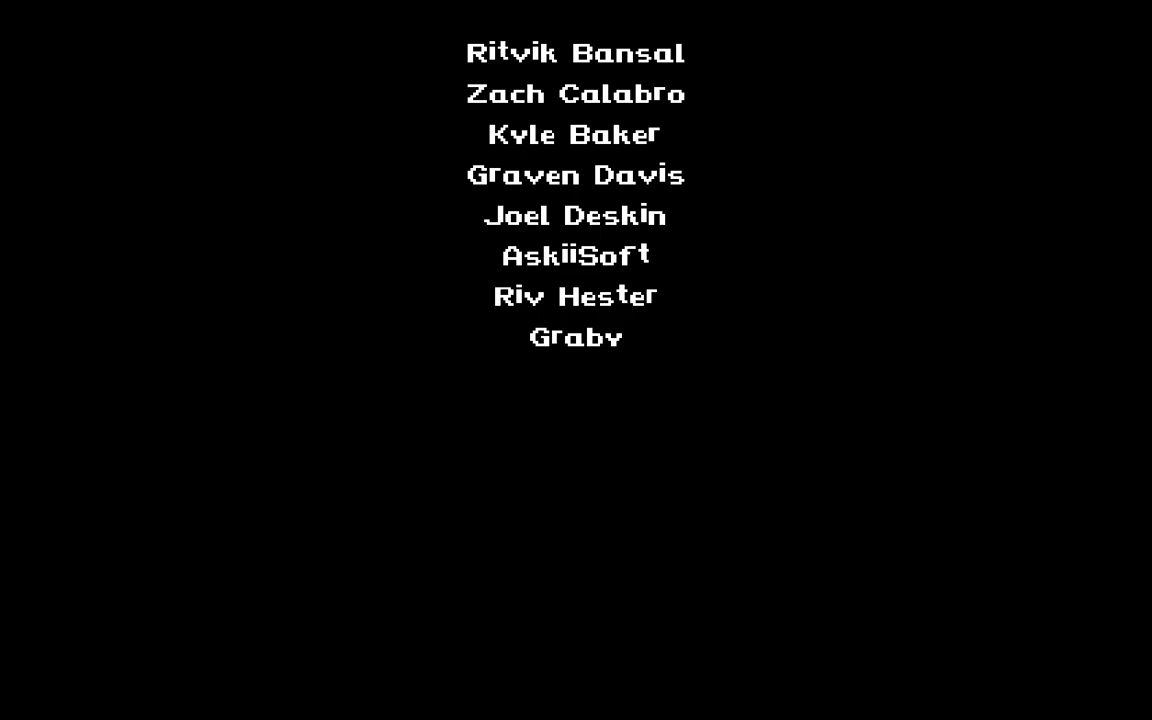 Ritvik Bansal
Zach Calabro
Kyle Baker
Graven Davis
Joel Deskin
AskiiSoft
Riv Hester
Graby